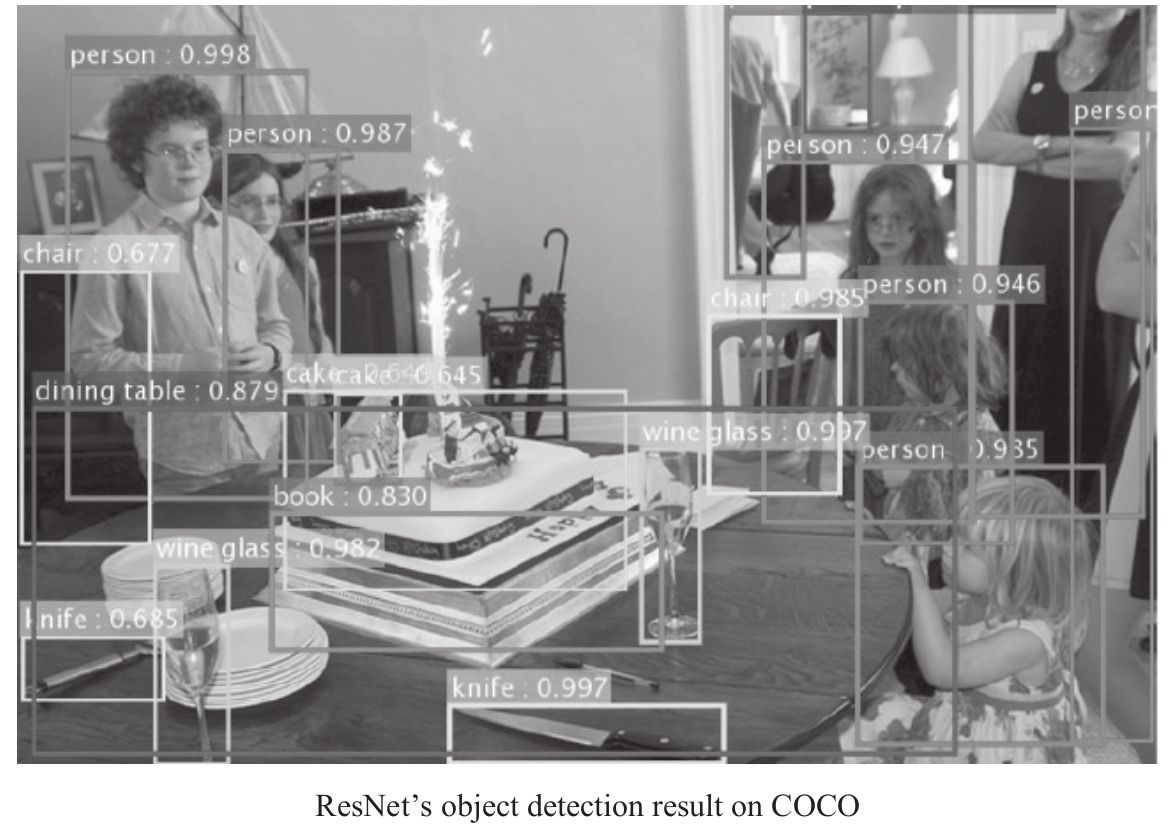 person : 0.998
person : 0.987
person
person : 0.947
chair : 0.677
person : 0.946
chair : 0.985
cake
cake : 0.645
dining table : 0.879
wine glass : 0.997
person : 0.985
book : 0.830
wine glass : 0.982
knife : 0.685
knife : 0.997
ResNet’s object detection result on COCO